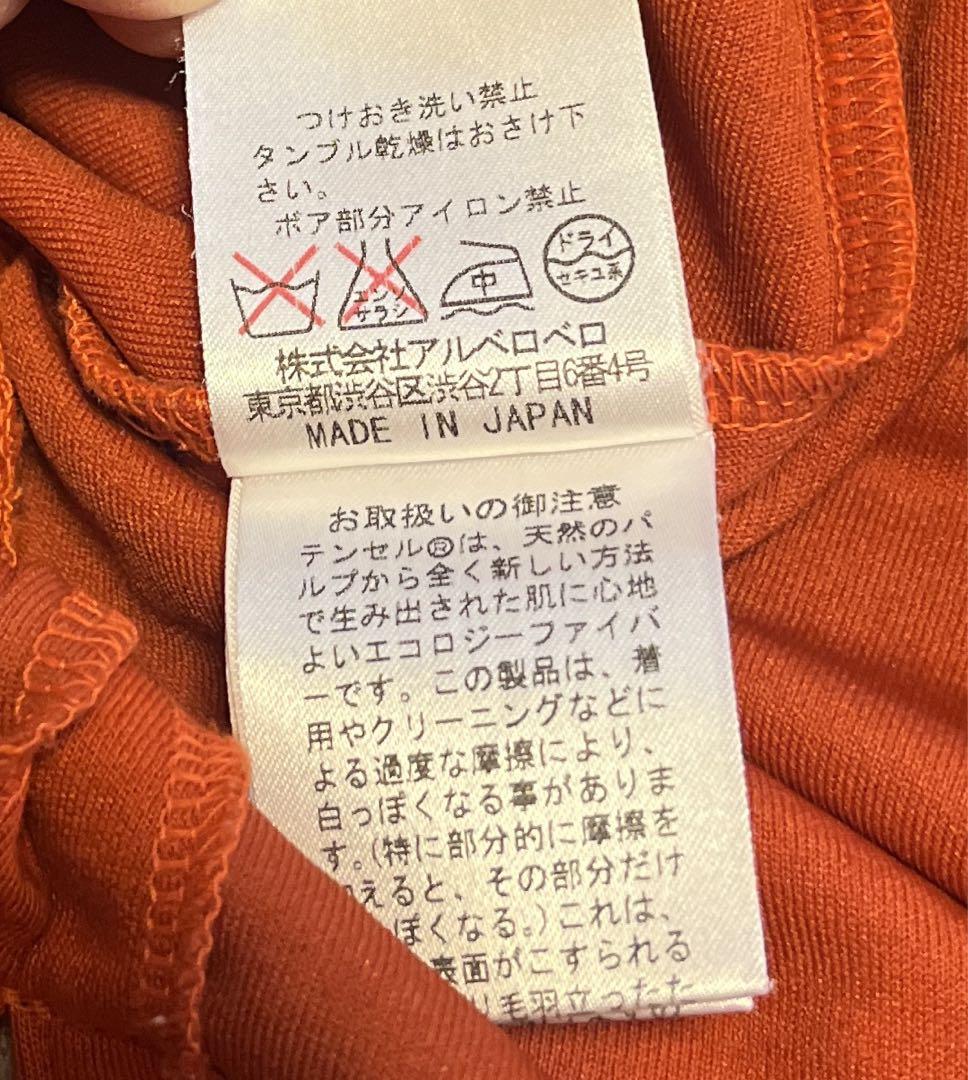 つけおき洗い禁止
タンブル乾燥はおさけ下
さい。
ボア部分アイロン禁止
エンソ
サラシ
中
ドライ
セキユ系
株式会社アルベロベロ
東京都渋谷区渋谷2丁目6番4号
MADE IN JAPAN
お取扱いの御注意
テンセル®は、天然のパ
ルプから全く新しい方法
で生み出された肌に心地
よいエコロジーファイバ
ーです。この製品は、着
用やクリーニングなどに
よる過度な摩擦により、
白っぽくなる事がありま
す。(特に部分的に摩擦を
えると、その部分だけ
ぽくなる。)これは、
表面がこすられる
り毛羽立ったた